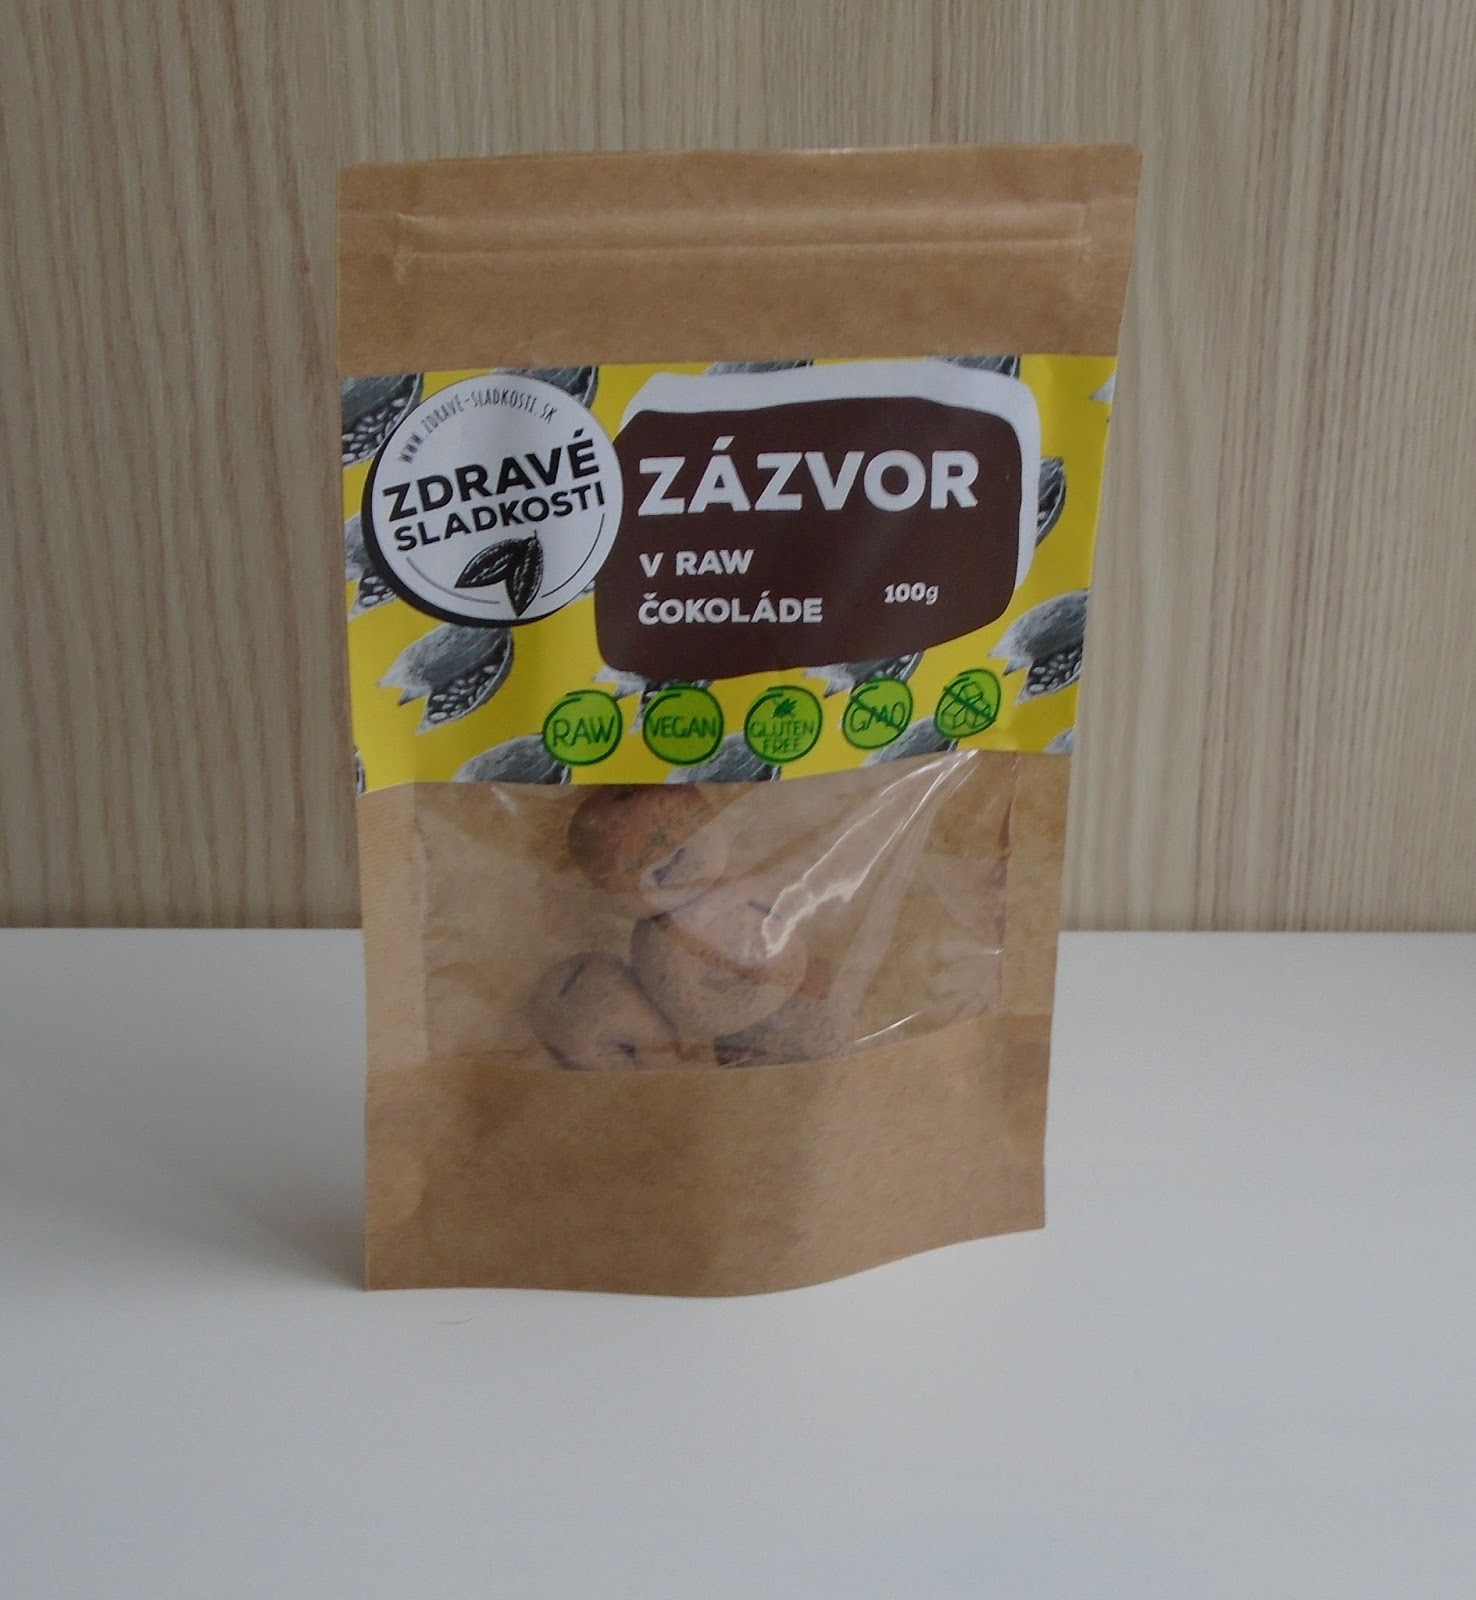 WWW.ZDRAVE-SLADKOSTI.SK
ZDRAVÉ
SLADKOSTI
ZÁZVOR
V RAW
ČOKOLÁDE
100g
RAW
VEGAN
GLUTEN
FREE
GMO